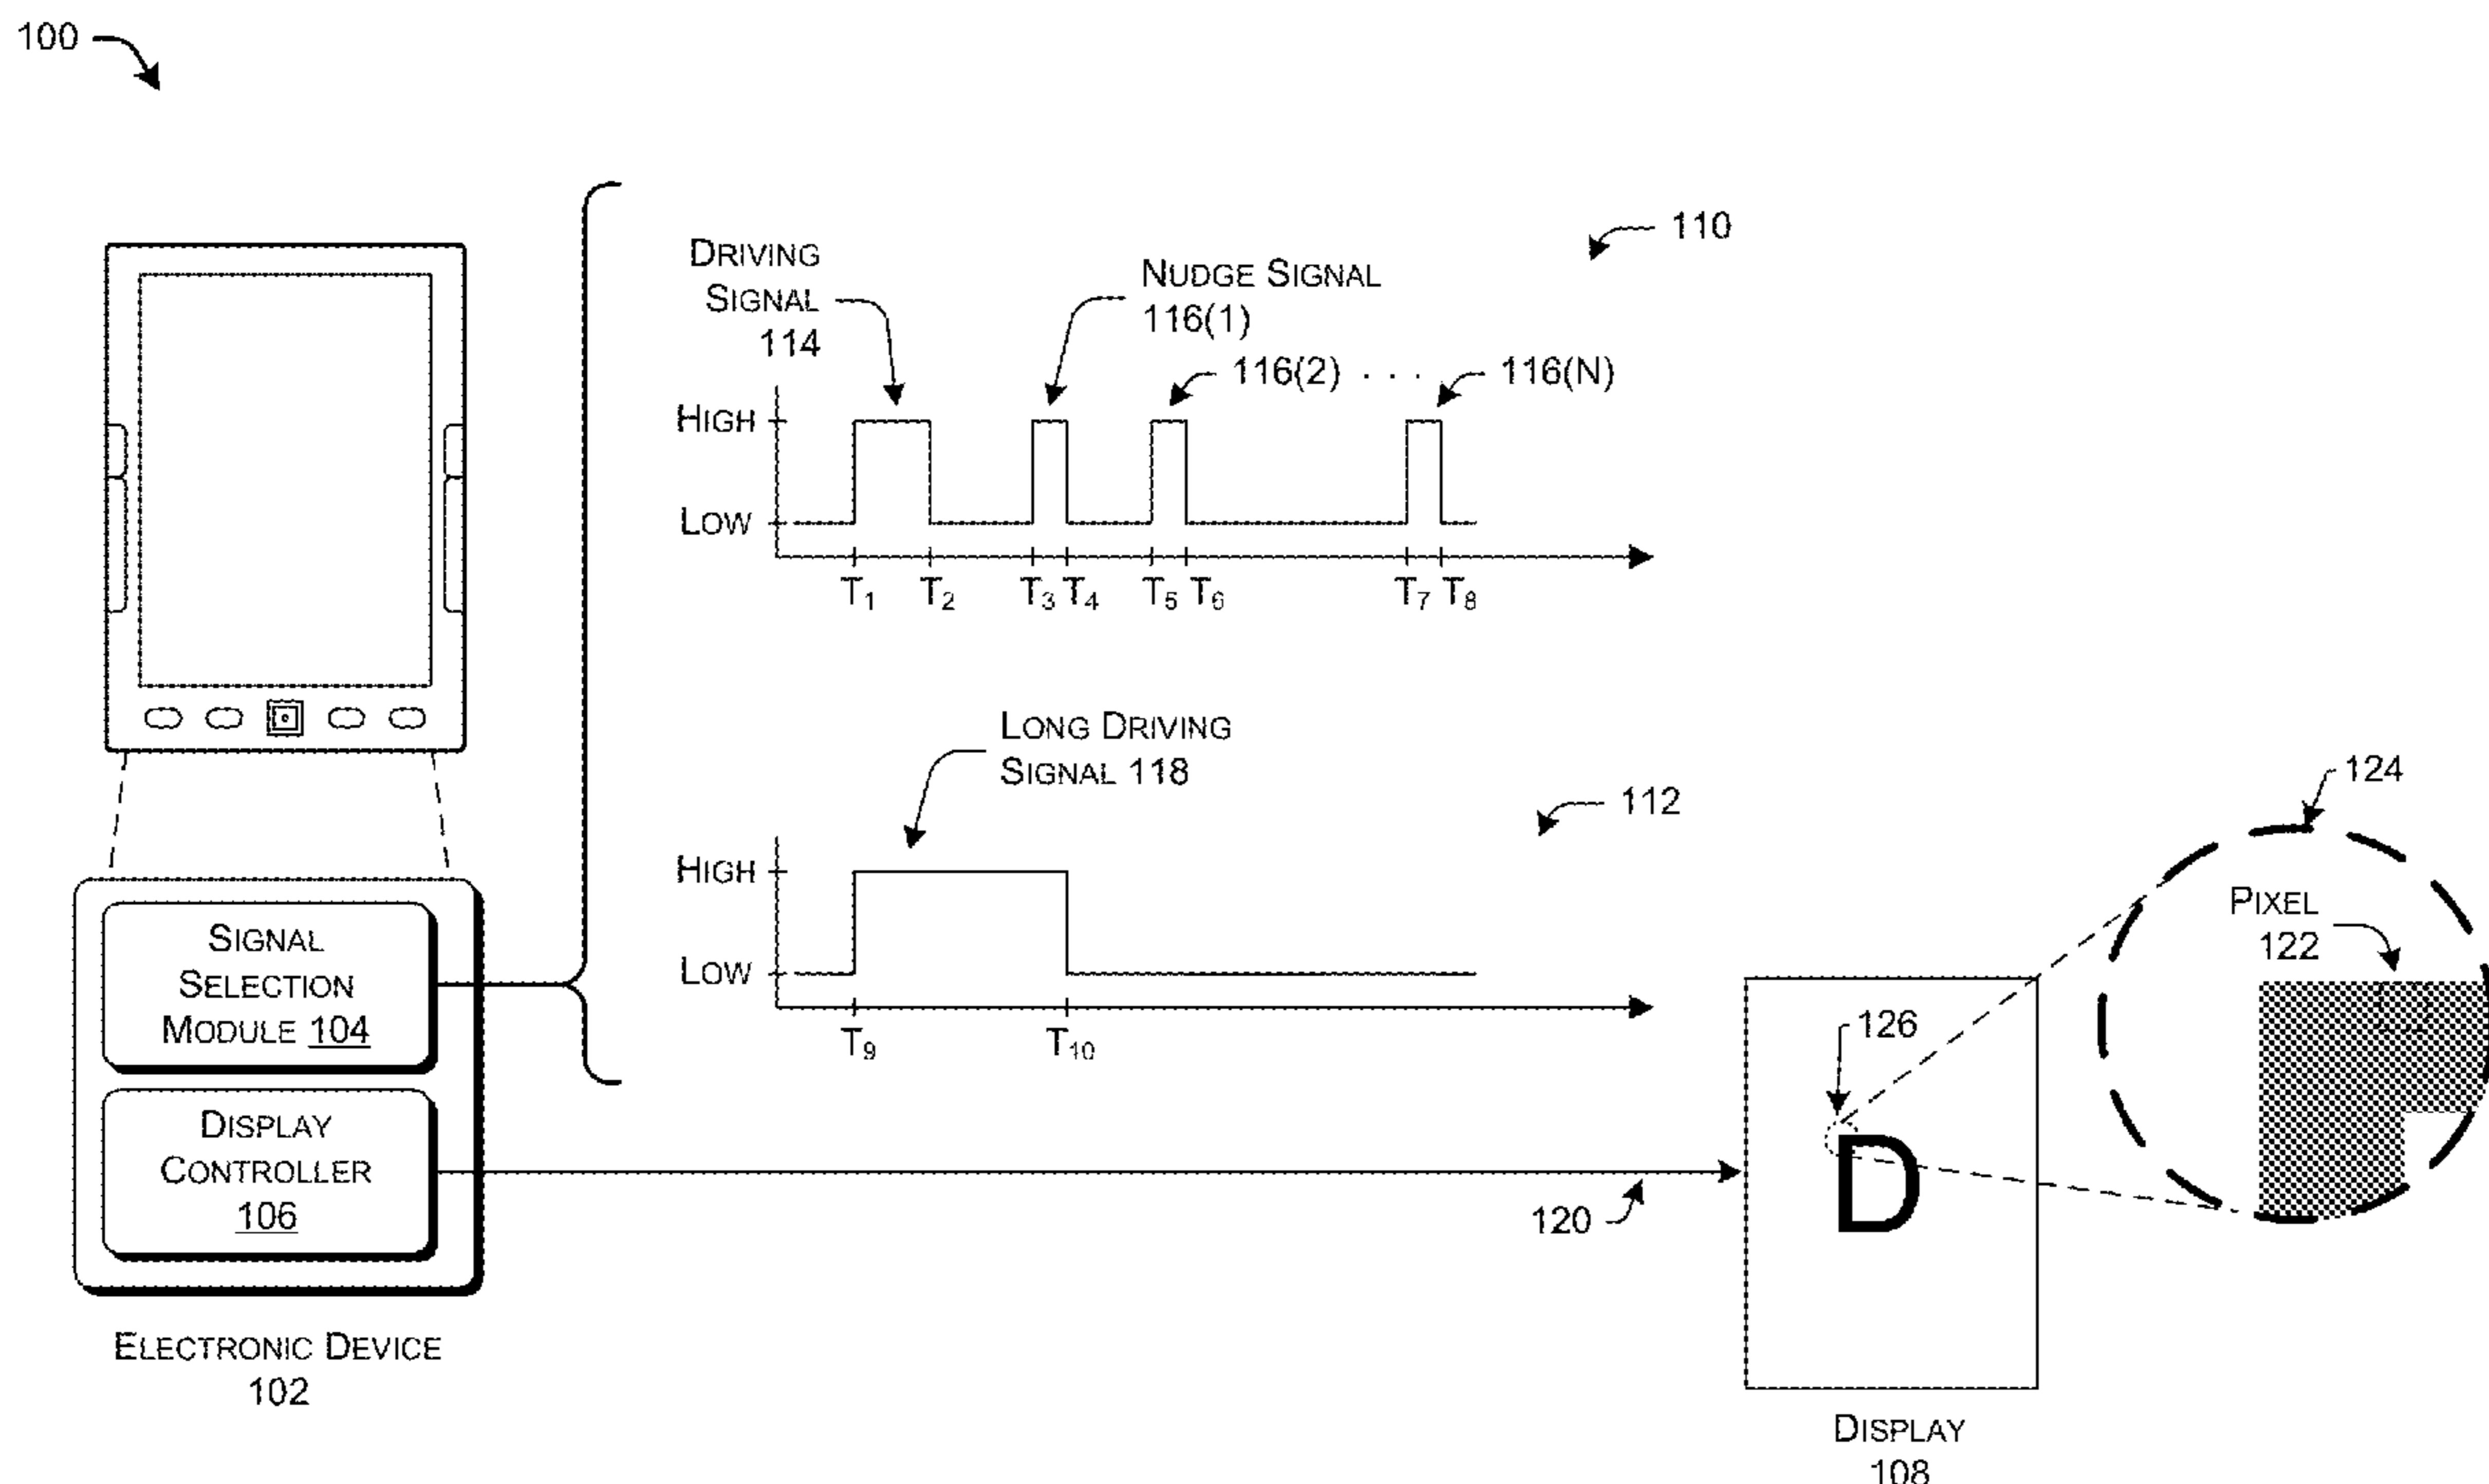 100
110
DRIVING
SIGNAL
114
NUDGE SIGNAL
116(1)
116(2) . . . 116(N)
HIGH
LOW
T1 T2 T3 T4 T5 T6 T7 T8
LONG DRIVING
SIGNAL 118
112
HIGH
LOW
T9 T10
SIGNAL
SELECTION
MODULE 104
DISPLAY
CONTROLLER
106
ELECTRONIC DEVICE
102
120
126
D
DISPLAY
108
124
PIXEL
122